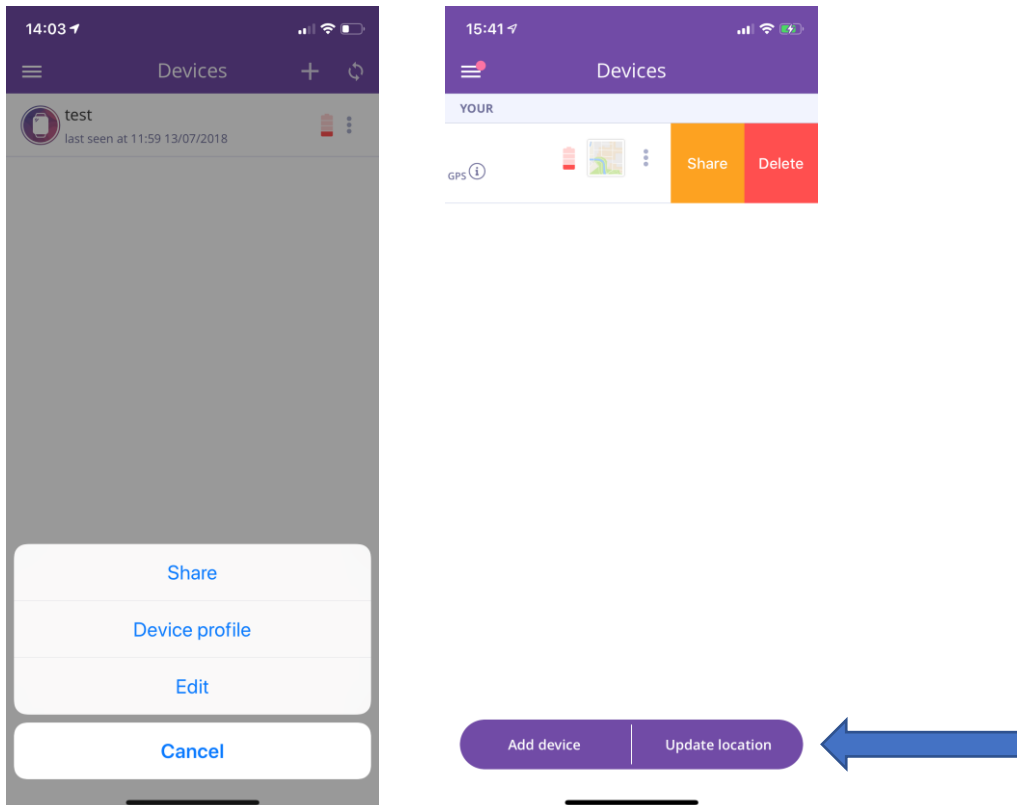 14:03
Devices
test
last seen at 11:59 13/07/2018
Share
Device profile
Edit
Cancel
15:41
Devices
YOUR
GPS i
Share Delete
Add device Update location